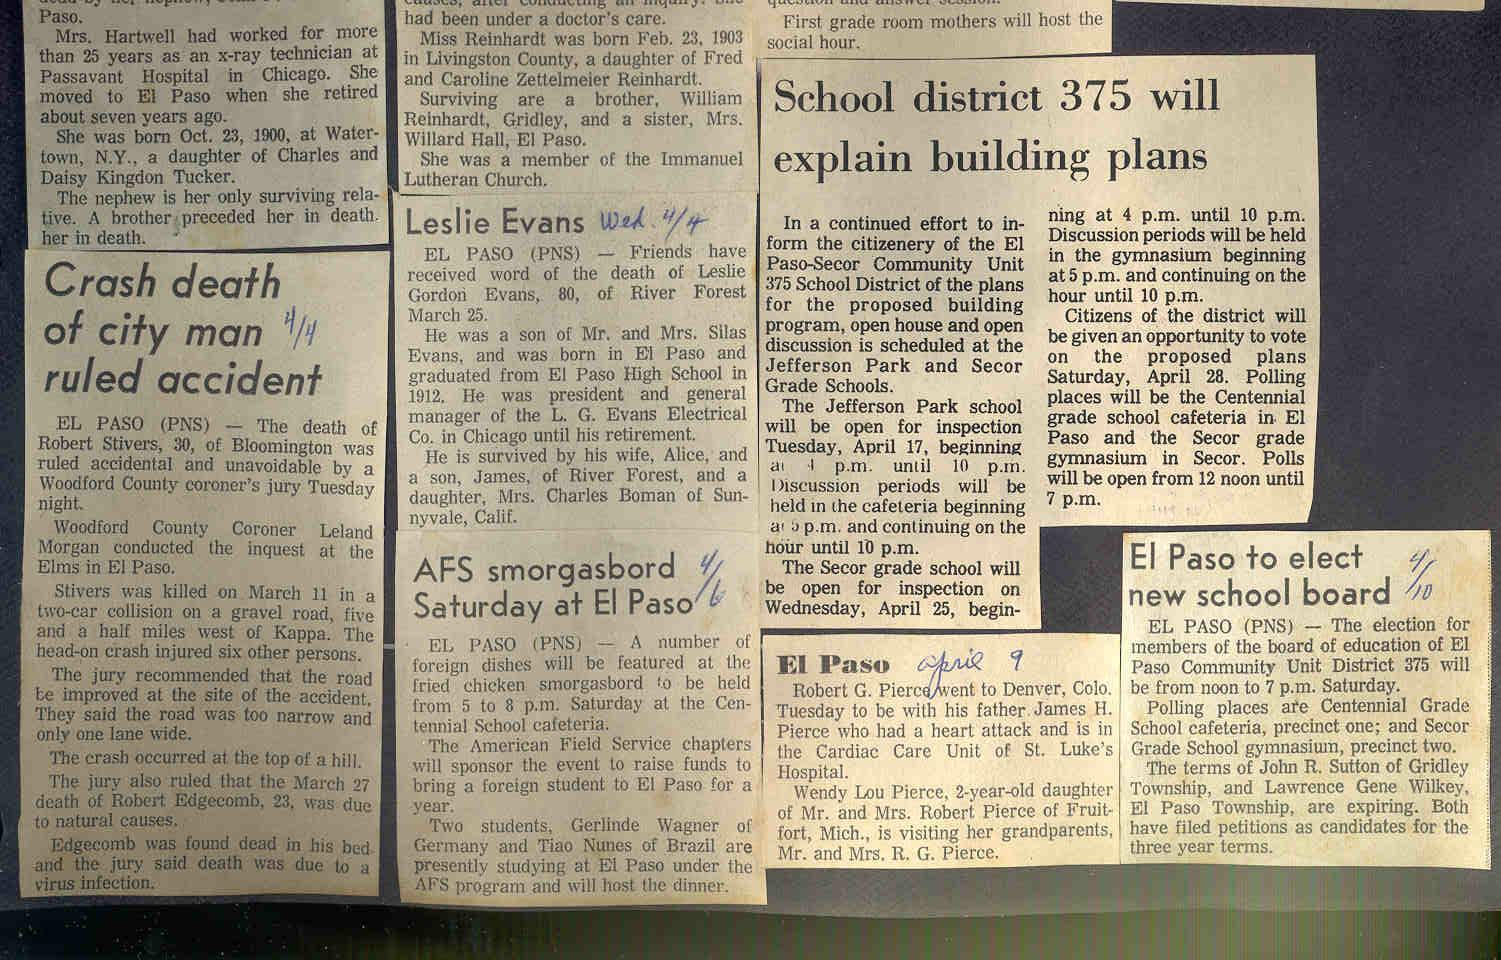 Paso.
Mrs. Hartwell had worked for more
than 25 years as an x-ray technician at
Passavant Hospital in Chicago. She
moved to El Paso when she retired
about seven years ago.
She was born Oct. 23, 1900, at Water-
town, N.Y., a daughter of Charles and
Daisy Kingdon Tucker.
The nephew is her only surviving rela-
tive. A brother preceded her in death.
her in death.
Crash death
of city man 4/4
ruled accident
EL PASO (PNS) — The death of
Robert Stivers, 30, of Bloomington was
ruled accidental and unavoidable by a
Woodford County coroner's jury Tuesday
night.
Woodford County Coroner Leland
Morgan conducted the inquest at the
Elms in El Paso.
Stivers was killed on March 11 in a
two-car collision on a gravel road, five
and a half miles west of Kappa. The
head-on crash injured six other persons.
The jury recommended that the road
be improved at the site of the accident.
They said the road was too narrow and
only one lane wide.
The crash occurred at the top of a hill.
The jury also ruled that the March 27
death of Robert Edgecomb, 23, was due
to natural causes.
Edgecomb was found dead in his bed
and the jury said death was due to a
virus infection.
causes, after conducting an inquiry. She
had been under a doctor's care.
Miss Reinhardt was born Feb. 23, 1903
in Livingston County, a daughter of Fred
and Caroline Zettelmeier Reinhardt.
Surviving are a brother, William
Reinhardt, Gridley, and a sister, Mrs.
Willard Hall, El Paso.
She was a member of the Immanuel
Lutheran Church.
Leslie Evans Wed. 4/4
EL PASO (PNS) — Friends have
received word of the death of Leslie
Gordon Evans, 80, of River Forest
March 25.
He was a son of Mr. and Mrs. Silas
Evans, and was born in El Paso and
graduated from El Paso High School in
1912. He was president and general
manager of the L. G. Evans Electrical
Co. in Chicago until his retirement.
He is survived by his wife, Alice, and
a son, James, of River Forest, and a
daughter, Mrs. Charles Boman of Sun-
nyvale, Calif.
AFS smorgasbord 4/6
Saturday at El Paso
EL PASO (PNS) — A number of
foreign dishes will be featured at the
fried chicken smorgasbord to be held
from 5 to 8 p.m. Saturday at the Cen-
tennial School cafeteria.
The American Field Service chapters
will sponsor the event to raise funds to
bring a foreign student to El Paso for a
year.
Two students, Gerlinde Wagner of
Germany and Tiao Nunes of Brazil are
presently studying at El Paso under the
AFS program and will host the dinner.
question and answer session.
First grade room mothers will host the
social hour.
School district 375 will
explain building plans
In a continued effort to in-
form the citizenery of the El
Paso-Secor Community Unit
375 School District of the plans
for the proposed building
program, open house and open
discussion is scheduled at the
Jefferson Park and Secor
Grade Schools.
The Jefferson Park school
will be open for inspection
Tuesday, April 17, beginning
at 4 p.m. until 10 p.m.
Discussion periods will be
held in the cafeteria beginning
at 5 p.m. and continuing on the
hour until 10 p.m.
The Secor grade school will
be open for inspection on
Wednesday, April 25, begin-
ning at 4 p.m. until 10 p.m.
Discussion periods will be held
in the gymnasium beginning
at 5 p.m. and continuing on the
hour until 10 p.m.
Citizens of the district will
be given an opportunity to vote
on the proposed plans
Saturday, April 28. Polling
places will be the Centennial
grade school cafeteria in El
Paso and the Secor grade
gymnasium in Secor. Polls
will be open from 12 noon until
7 p.m.
El Paso april 9
Robert G. Pierce went to Denver, Colo.
Tuesday to be with his father James H.
Pierce who had a heart attack and is in
the Cardiac Care Unit of St. Luke's
Hospital.
Wendy Lou Pierce, 2-year-old daughter
of Mr. and Mrs. Robert Pierce of Fruit-
fort, Mich., is visiting her grandparents,
Mr. and Mrs. R. G. Pierce.
El Paso to elect 4/10
new school board
EL PASO (PNS) — The election for
members of the board of education of El
Paso Community Unit District 375 will
be from noon to 7 p.m. Saturday.
Polling places are Centennial Grade
School cafeteria, precinct one; and Secor
Grade School gymnasium, precinct two.
The terms of John R. Sutton of Gridley
Township, and Lawrence Gene Wilkey,
El Paso Township, are expiring. Both
have filed petitions as candidates for the
three year terms.